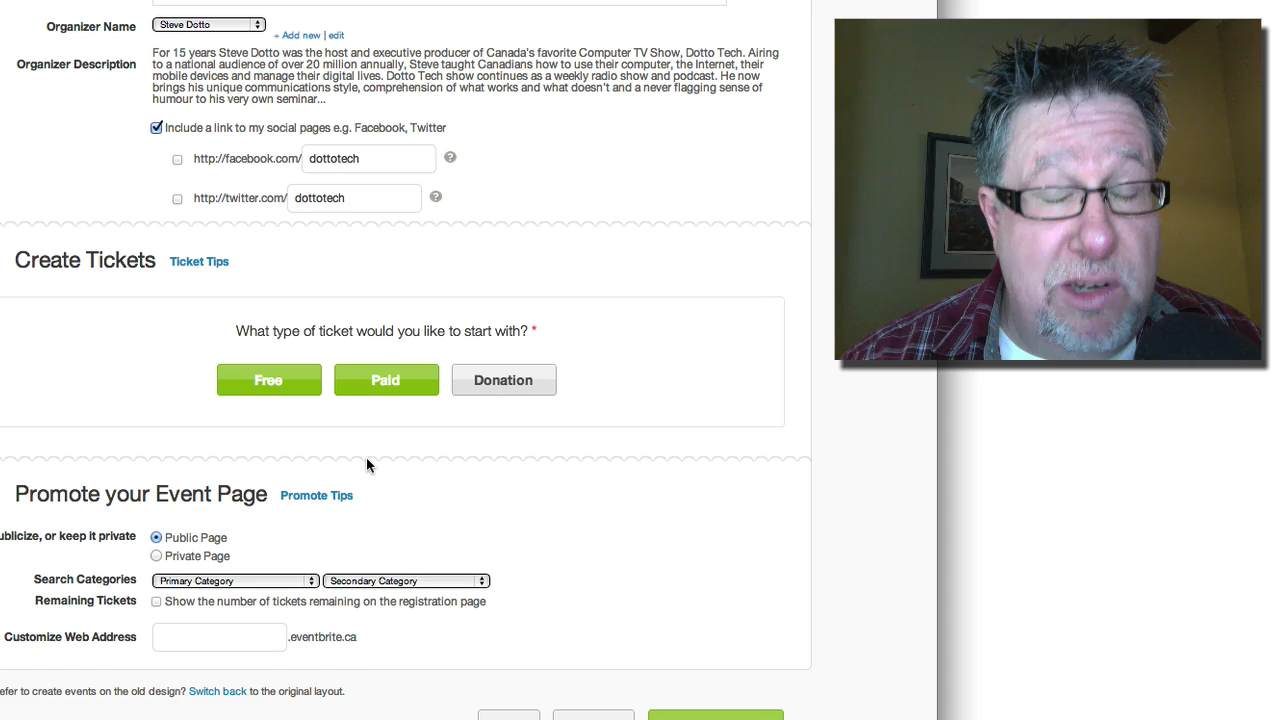 Organizer Name
Steve Dotto
+ Add new | edit
Organizer Description
For 15 years Steve Dotto was the host and executive producer of Canada's favorite Computer TV Show, Dotto Tech. Airing
to a national audience of over 20 million annually, Steve taught Canadians how to use their computer, the Internet, their
mobile devices and manage their digital lives. Dotto Tech show continues as a weekly radio show and podcast. He now
brings his unique communications style, comprehension of what works and what doesn't and a never flagging sense of
humour to his very own seminar...
Include a link to my social pages e.g. Facebook, Twitter
http://facebook.com/ dottotech ?
http://twitter.com/ dottotech ?
Create Tickets Ticket Tips
What type of ticket would you like to start with? *
Free Paid Donation
Promote your Event Page Promote Tips
ublicize, or keep it private
Public Page
Private Page
Search Categories Primary Category Secondary Category
Remaining Tickets Show the number of tickets remaining on the registration page
Customize Web Address .eventbrite.ca
efer to create events on the old design? Switch back to the original layout.